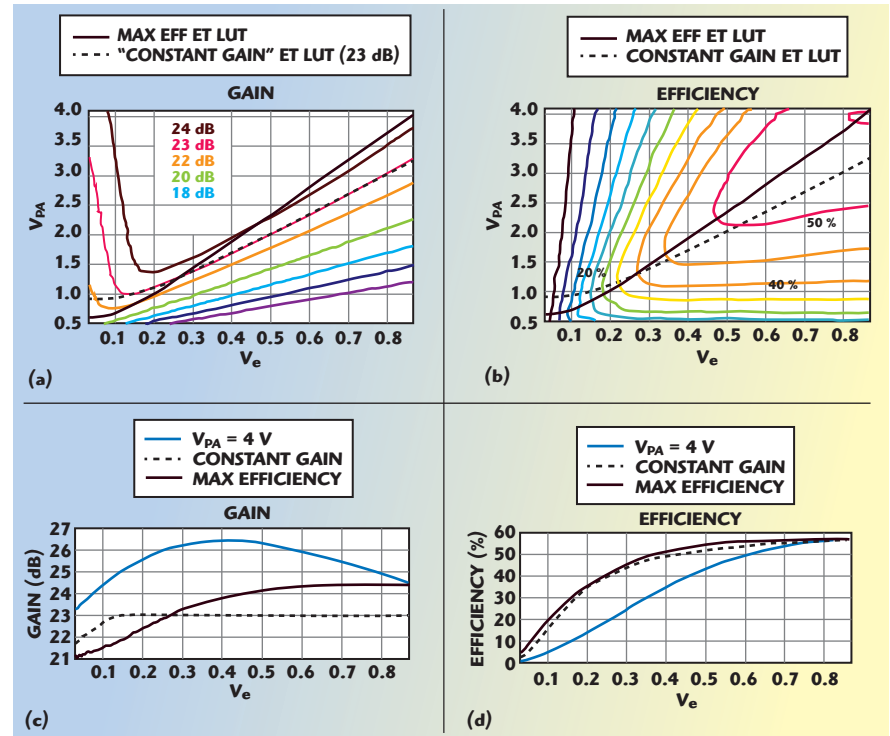 MAX EFF ET LUT
“CONSTANT GAIN” ET LUT (23 dB)
GAIN
4.0
3.5
3.0
2.5
2.0
1.5
1.0
0.5
VPA
24 dB
23 dB
22 dB
20 dB
18 dB
0.1 0.2 0.3 0.4 0.5 0.6 0.7 0.8
Ve
(a)
MAX EFF ET LUT
CONSTANT GAIN ET LUT
EFFICIENCY
4.0
3.5
3.0
2.5
2.0
1.5
1.0
0.5
VPA
50 %
20 %
40 %
0.1 0.2 0.3 0.4 0.5 0.6 0.7 0.8
Ve
(b)
VPA = 4 V
CONSTANT GAIN
MAX EFFICIENCY
GAIN
27
26
25
24
23
22
21
GAIN (dB)
0.1 0.2 0.3 0.4 0.5 0.6 0.7 0.8
Ve
(c)
VPA = 4 V
CONSTANT GAIN
MAX EFFICIENCY
EFFICIENCY
60
50
40
30
20
10
0
EFFICIENCY (%)
0.1 0.2 0.3 0.4 0.5 0.6 0.7 0.8
Ve
(d)